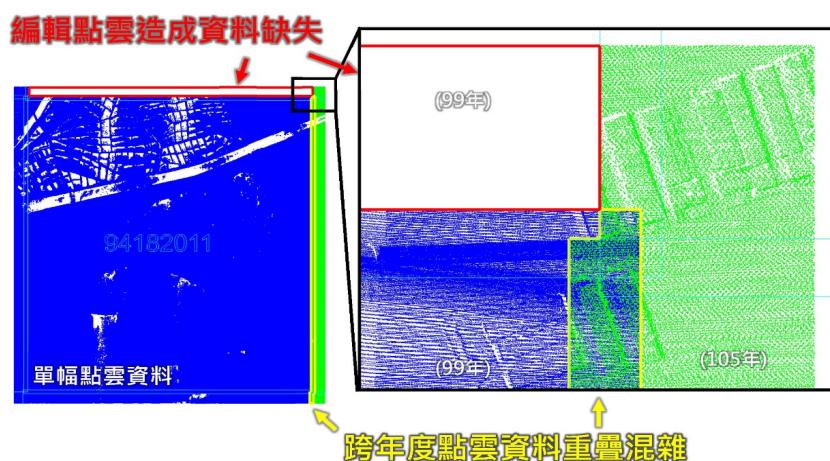 編輯點雲造成資料缺失
(99年)
94182011
單幅點雲資料
(99年)
(105年)
跨年度點雲資料重疊混雜